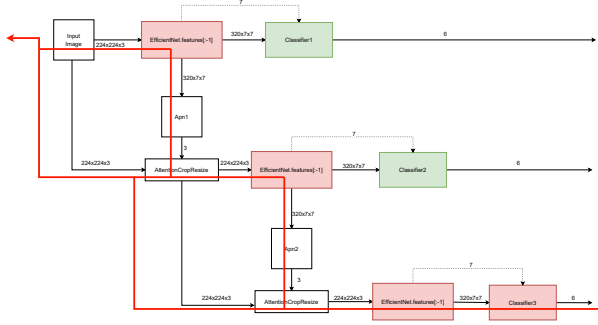 7
Input
Image
224x224x3
EfficientNet.features[:-1]
320x7x7
Classifier1
6
320x7x7
Apn1
3
7
224x224x3
AttentionCropResize
224x224x3
EfficientNet.features[:-1]
320x7x7
Classifier2
6
320x7x7
Apn2
3
7
224x224x3
AttentionCropResize
224x224x3
EfficientNet.features[:-1]
320x7x7
Classifier3
6